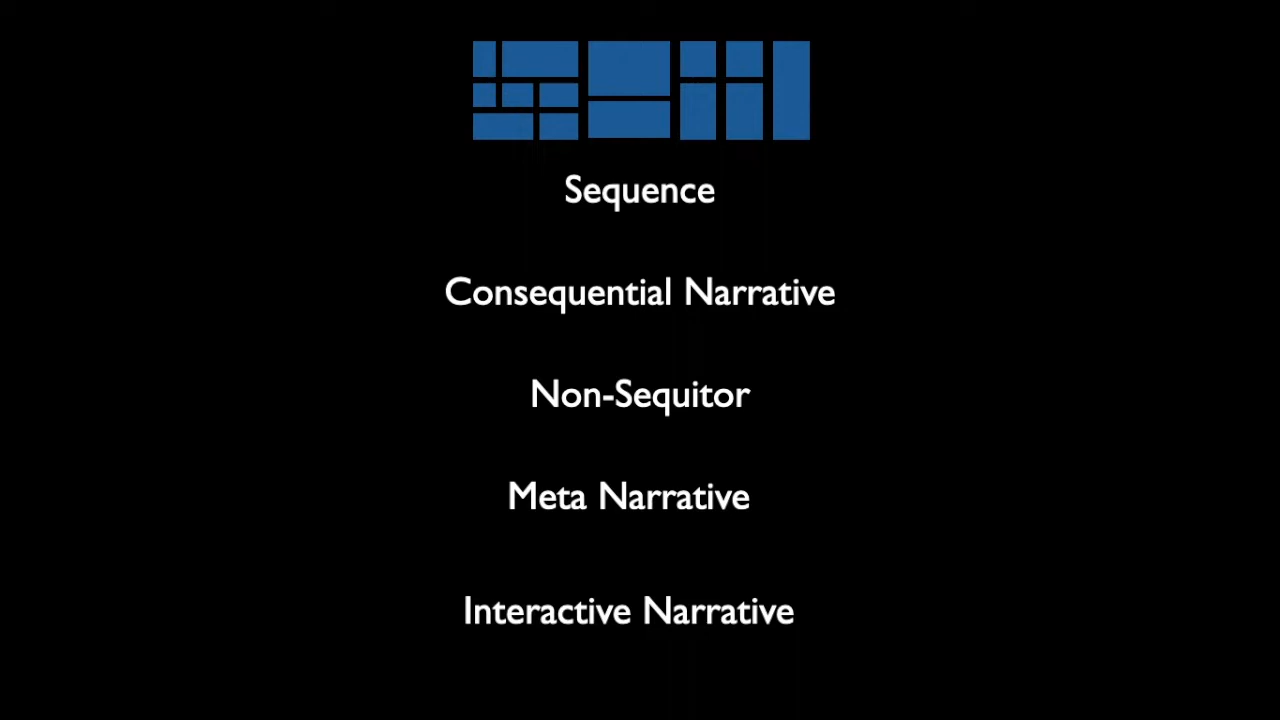 Sequence
Consequential Narrative
Non-Sequitor
Meta Narrative
Interactive Narrative